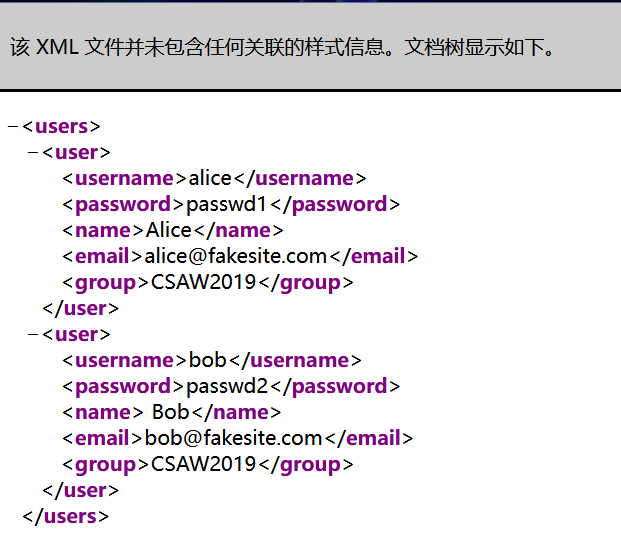 该 XML 文件并未包含任何关联的样式信息。文档树显示如下。
−<users>
−<user>
<username>alice</username>
<password>passwd1</password>
<name>Alice</name>
<email>alice@fakesite.com</email>
<group>CSAW2019</group>
</user>
−<user>
<username>bob</username>
<password>passwd2</password>
<name> Bob</name>
<email>bob@fakesite.com</email>
<group>CSAW2019</group>
</user>
</users>